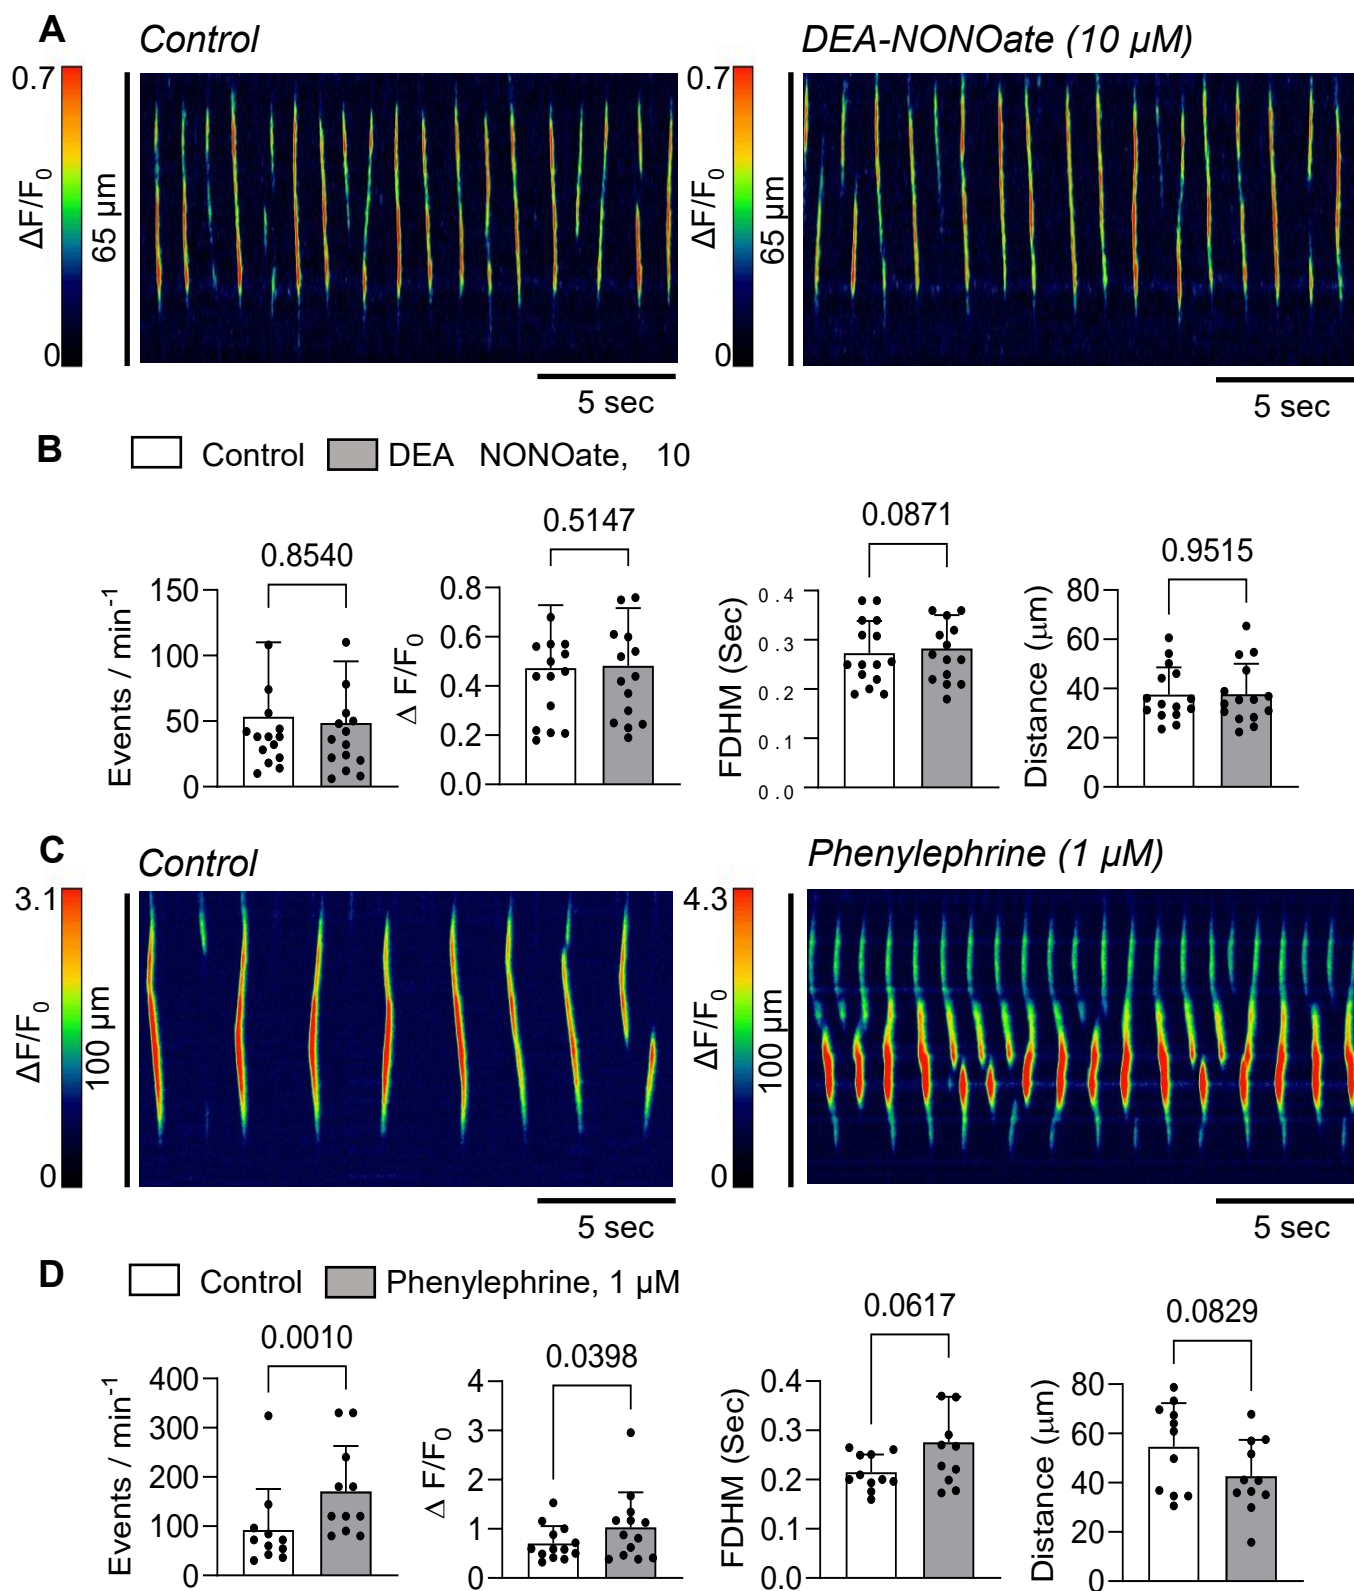 A
Control
DEA-NONOate (10 µM)
0.7
0
ΔF/F0
65 µm
5 sec
0.7
0
ΔF/F0
65 µm
5 sec
B
Control
DEA NONOate, 10
0.8540
Events / min-1
150
100
50
0
0.5147
Δ F/F0
0.8
0.6
0.4
0.2
0.0
0.0871
FDHM (Sec)
0.4
0.3
0.2
0.1
0.0
0.9515
Distance (µm)
80
60
40
20
0
C
Control
Phenylephrine (1 µM)
3.1
0
ΔF/F0
100 µm
5 sec
4.3
0
ΔF/F0
100 µm
5 sec
D
Control
Phenylephrine, 1 µM
0.0010
Events / min-1
400
300
200
100
0
0.0398
Δ F/F0
4
3
2
1
0
0.0617
FDHM (Sec)
0.4
0.3
0.2
0.1
0.0
0.0829
Distance (µm)
80
60
40
20
0